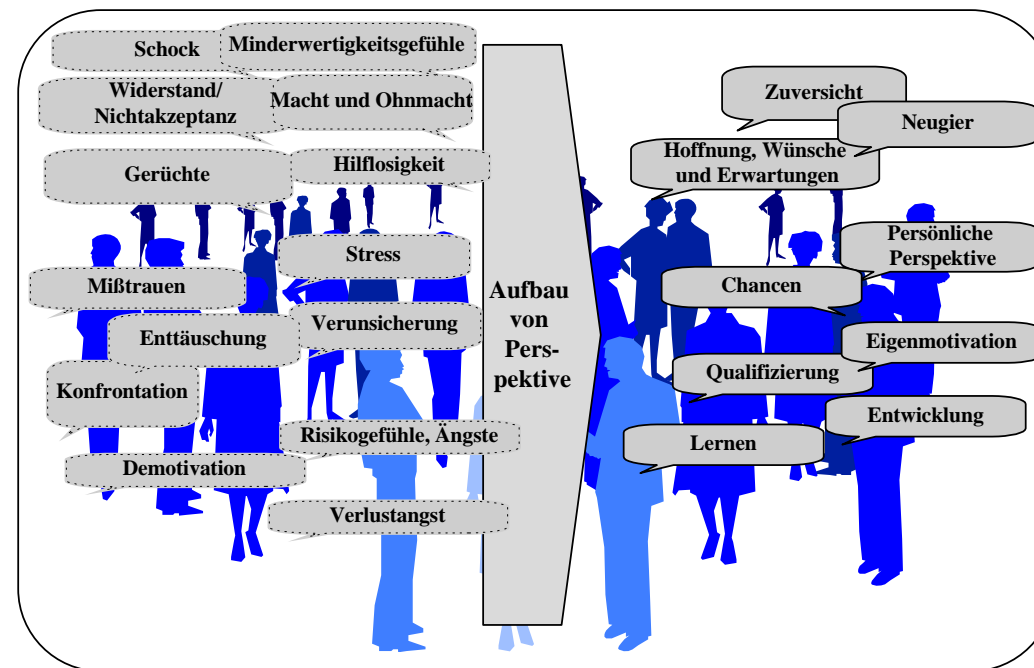 Schock
Minderwertigkeitsgefühle
Widerstand/
Nichtakzeptanz
Macht und Ohnmacht
Gerüchte
Hilflosigkeit
Stress
Mißtrauen
Enttäuschung
Verunsicherung
Konfrontation
Risikogefühle, Ängste
Demotivation
Verlustangst
Aufbau
von
Pers-
pektive
Zuversicht
Neugier
Hoffnung, Wünsche
und Erwartungen
Persönliche
Perspektive
Chancen
Eigenmotivation
Qualifizierung
Entwicklung
Lernen